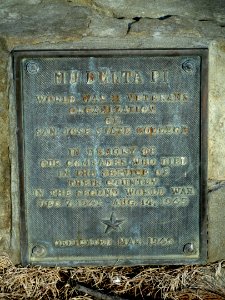 MU DELTA PI
WORLD WAR II VETERANS
ORGANIZATION
OF
SAN JOSE STATE COLLEGE
IN MEMORY OF
OUR COMRADES WHO DIED
IN THE SERVICE OF
THEIR COUNTRY
IN THE SECOND WORLD WAR
DEC. 7, 1941 - AUG. 14, 1945
DEDICATED MAY